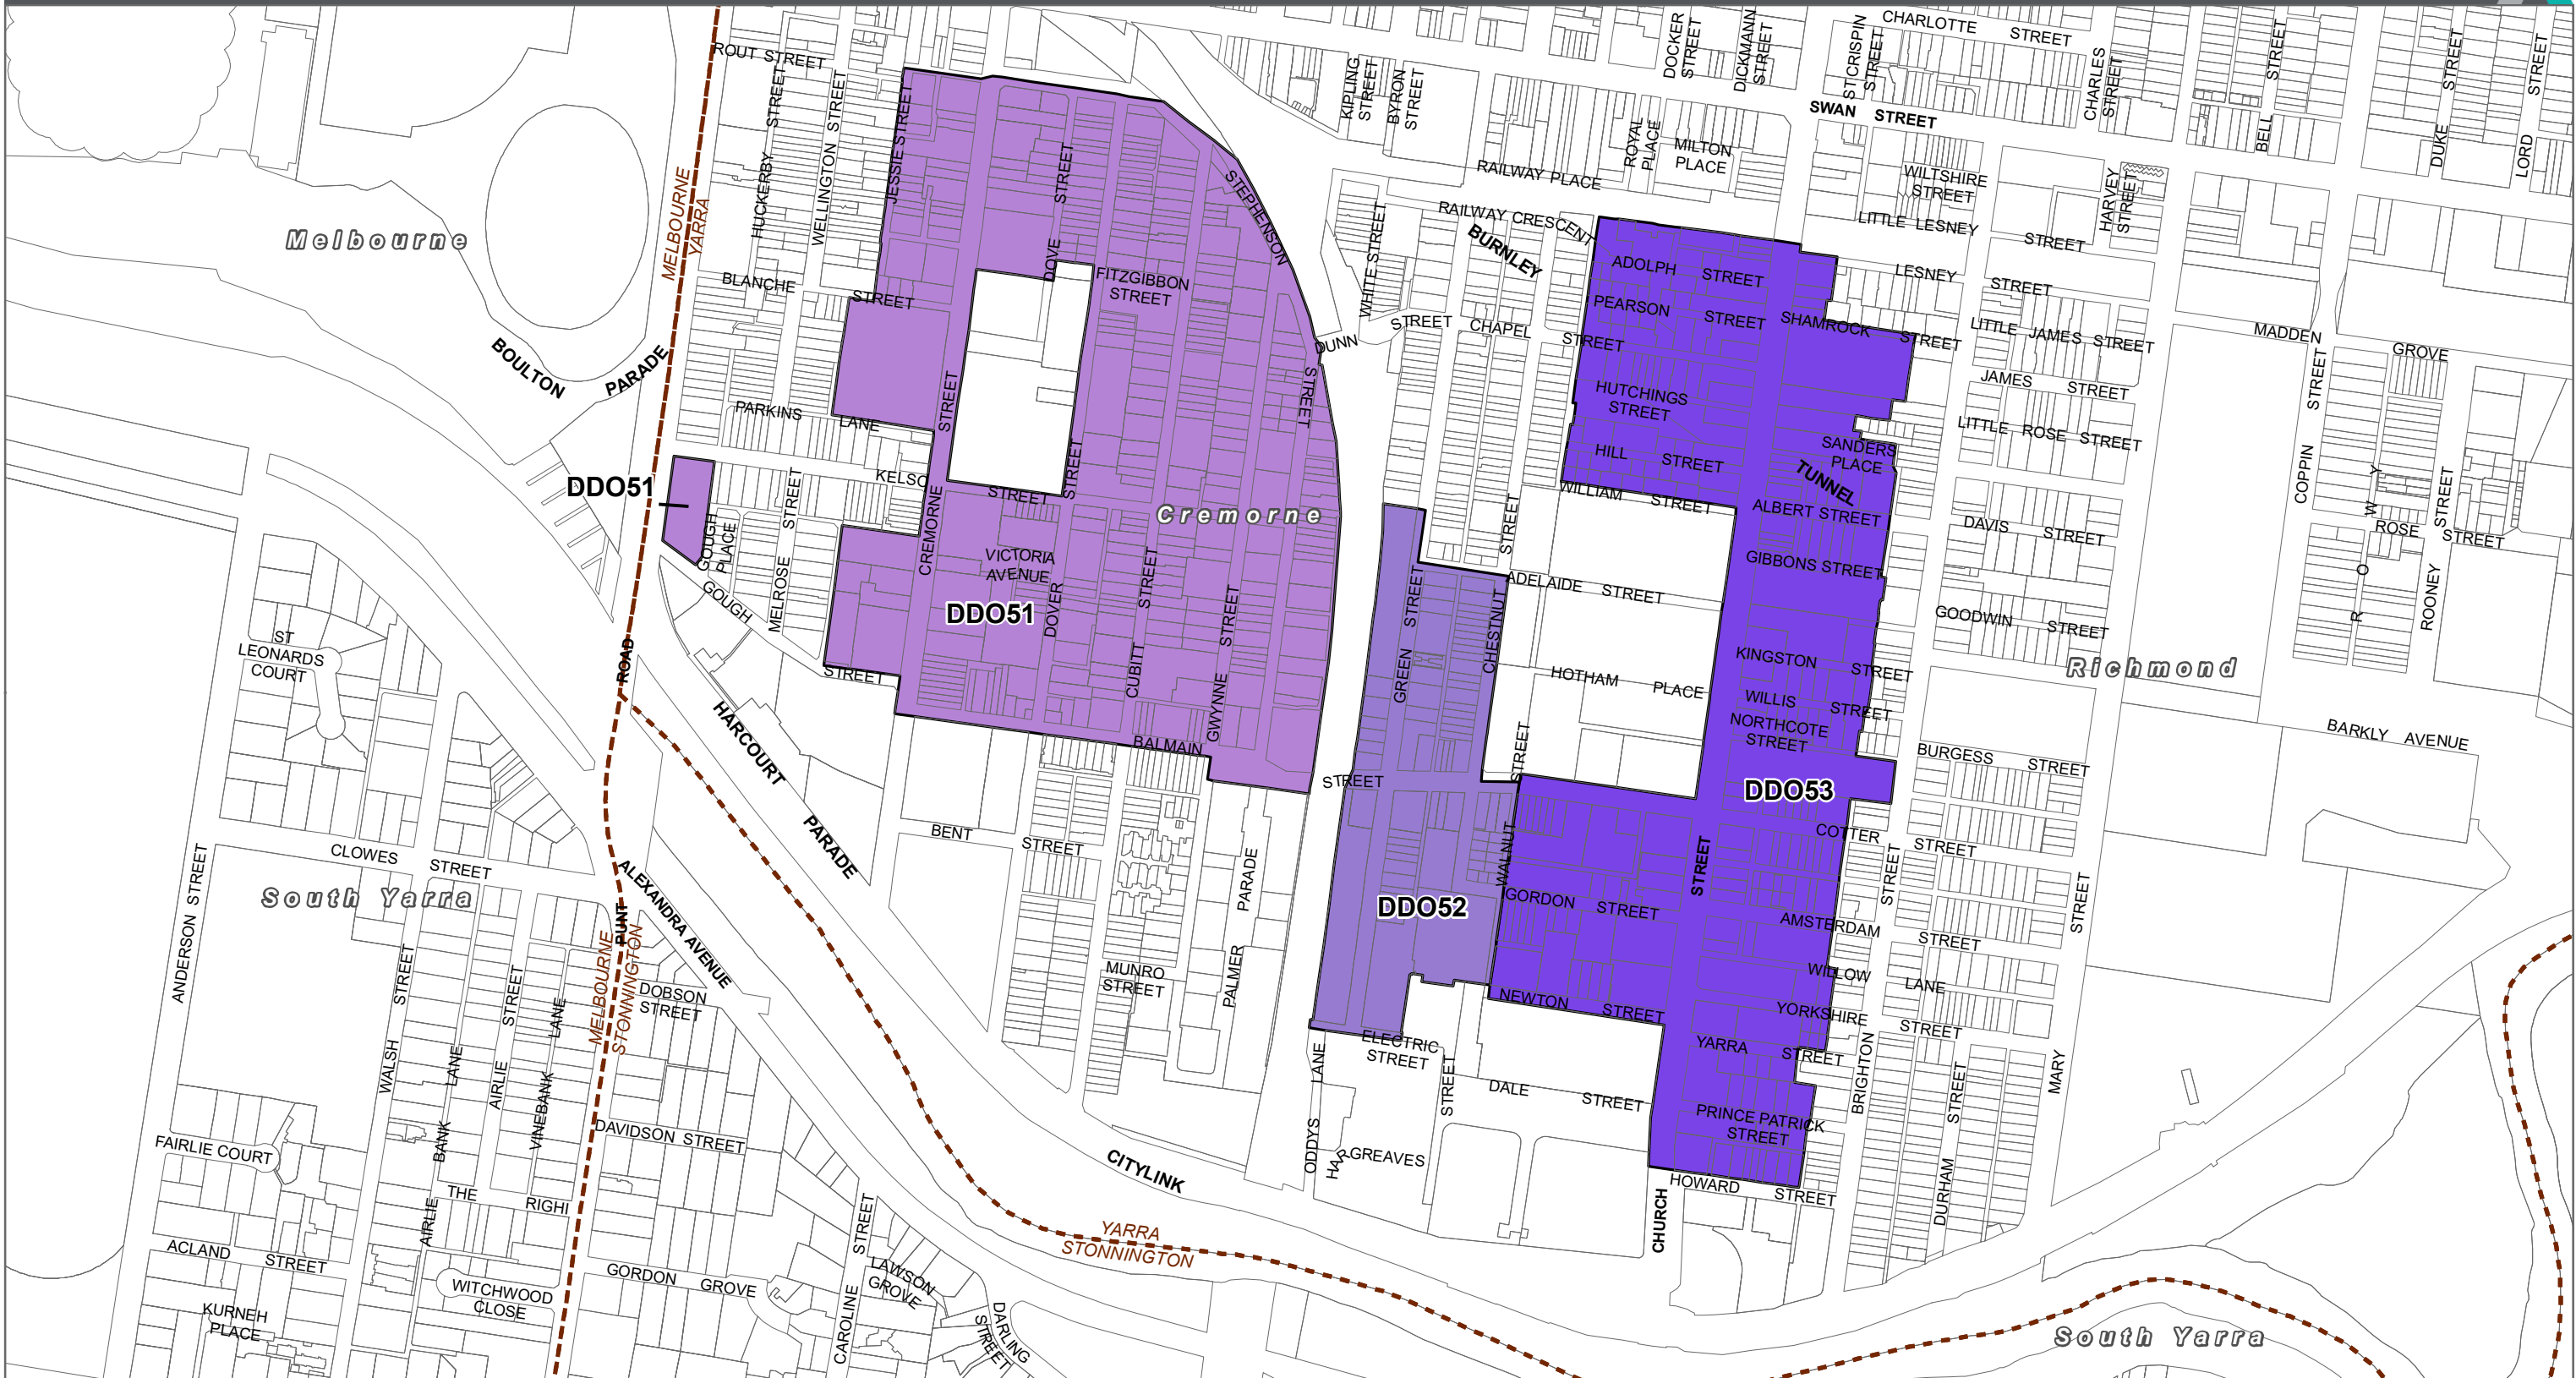 CHARLOTTE STREET
ROUT STREET
HUCKERBY STREET
WELLINGTON STREET
JESSIE STREET
DOVE STREET
STEPHENSON STREET
KIPLING STREET
BYRON STREET
DOCKER STREET
DICKMANN STREET
STCRISPIN STREET
CHARLES STREET
BELL STREET
DUKE STREET
LORD STREET
SWAN STREET
ROYAL PLACE
MILTON PLACE
RAILWAY PLACE
WILTSHIRE STREET
HARVEY STREET
LITTLE LESNEY STREET
RAILWAY CRESCENT
BURNLEY
WHITE STREET
MELBOURNE
YARRA
Melbourne
BLANCHE STREET
FITZGIBBON STREET
ADOLPH STREET
LESNEY STREET
PEARSON STREET
SHAMROCK STREET
LITTLE JAMES STREET
MADDEN GROVE
DUNN STREET
CHAPEL STREET
BOULTON PARADE
PARKINS LANE
HUTCHINGS STREET
JAMES STREET
LITTLE ROSE STREET
COPPIN STREET
SANDERS PLACE
HILL STREET
TUNNEL
KELSO STREET
CREMORNE STREET
DDO51
Cremorne
WILLIAM STREET
ALBERT STREET
DAVIS STREET
ROSE STREET
R O W Y
ROONEY STREET
GOUGH PLACE
MELROSE STREET
VICTORIA AVENUE
GIBBONS STREET
ADELAIDE STREET
GOUGH STREET
DDO51
DOVER STREET
CUBITT STREET
GWYNNE STREET
GREEN STREET
CHESTNUT STREET
GOODWIN STREET
ST LEONARDS COURT
KINGSTON STREET
Richmond
HOTHAM PLACE
WILLIS STREET
NORTHCOTE STREET
BARKLY AVENUE
HARCOURT PARADE
BALMAIN STREET
BURGESS STREET
DDO53
BENT STREET
COTTER STREET
CLOWES STREET
WALNUT STREET
South Yarra
ALEXANDRA AVENUE
PUNT ROAD
ANDERSON STREET
DDO52
GORDON STREET
AMSTERDAM STREET
PALMER PARADE
MELBOURNE
STONNINGTON
MUNRO STREET
WILLOW LANE
DOBSON STREET
NEWTON STREET
YORKSHIRE STREET
WALSH STREET
AIRLIE STREET
VINEBANK LANE
AIRLIE BANK LANE
ELECTRIC STREET
YARRA STREET
BRIGHTON STREET
MARY STREET
DURHAM STREET
DALE STREET
PRINCE PATRICK STREET
DAVIDSON STREET
FAIRLIE COURT
ODDYS LANE
HARGREAVES STREET
CITYLINK
THE RIGHI
HOWARD STREET
CHURCH STREET
YARRA
STONNINGTON
ACLAND STREET
GORDON GROVE
LAWSON GROVE
WITCHWOOD CLOSE
CAROLINE STREET
DARLING STREET
KURNEH PLACE
South Yarra